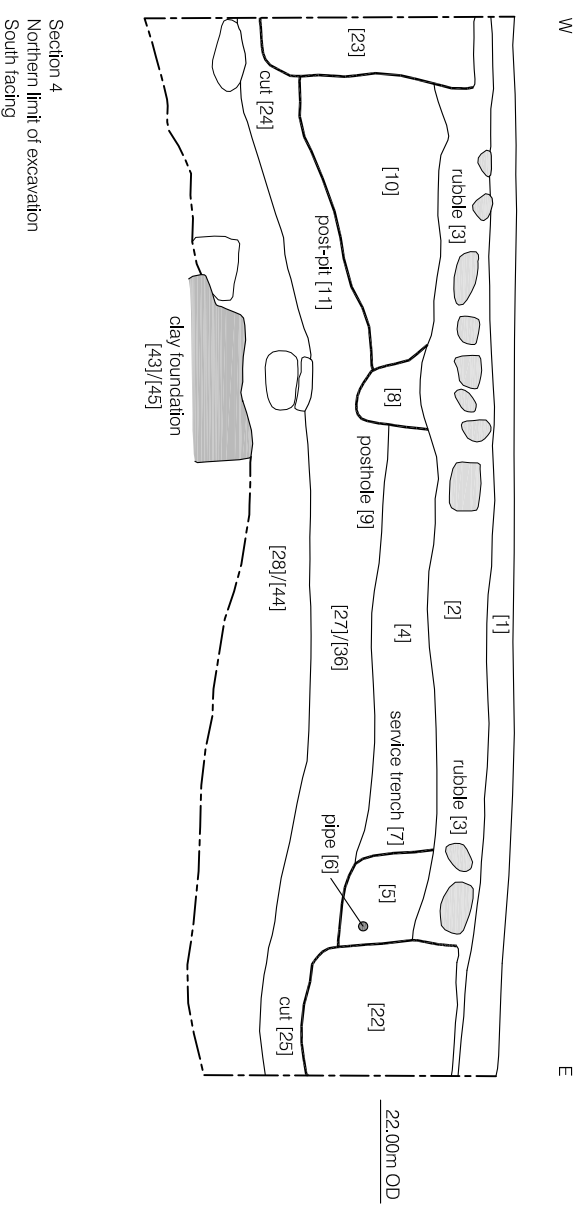 W
E
[1]
rubble [3]
rubble [3]
[2]
[23]
[10]
[8]
[4]
service trench [7]
[5]
[22]
22.00m OD
cut [24]
post-pit [11]
posthole [9]
[27]/[36]
pipe [6]
cut [25]
[28]/[44]
clay foundation
[43]/[45]
Section 4
Northern limit of excavation
South facing